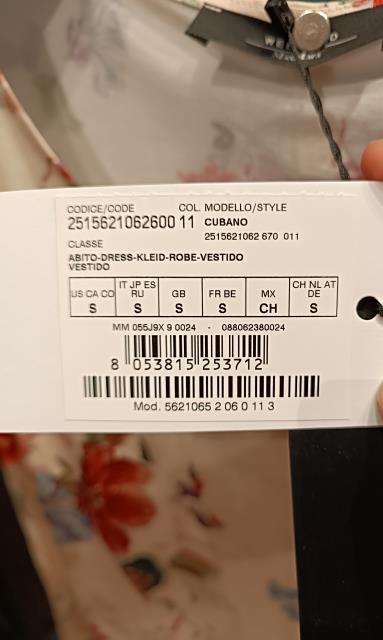 WE
CODICE/CODE COL. MODELLO/STYLE
2515621062600 11 CUBANO
2515621062 670 011
CLASSE
ABITO-DRESS-KLEID-ROBE-VESTIDO
VESTIDO
US CA CO IT JP ES RU GB FR BE MX CH NL AT DE
S S S S CH S
MM 055J9X 9 0024 - 088062380024
8 053815 253712
Mod. 5621065 2 06 0 11 3